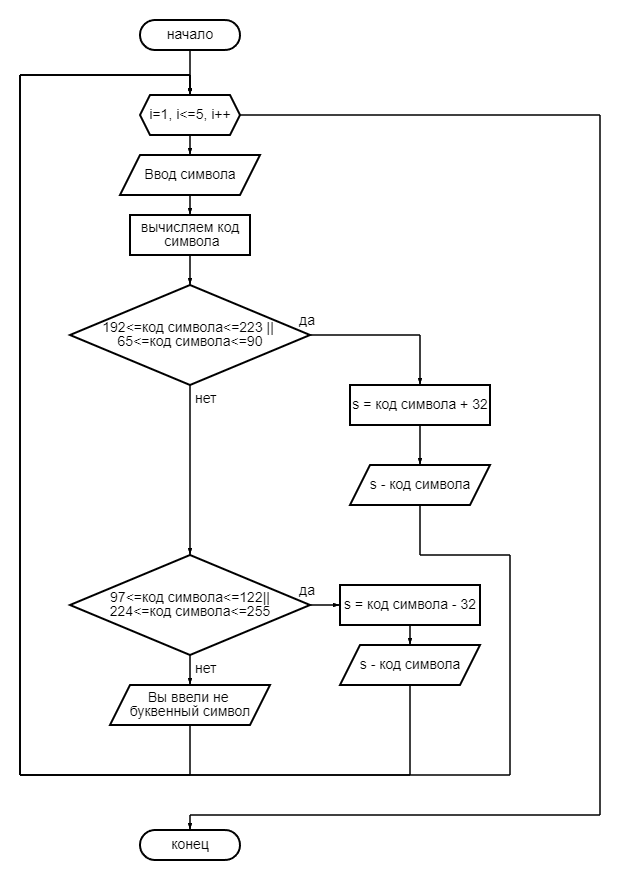 начало
i=1, i<=5, i++
Ввод символа
вычисляем код
символа
192<=код символа<=223 ||
65<=код символа<=90
да
нет
s = код символа + 32
s - код символа
97<=код символа<=122||
224<=код символа<=255
да
нет
s = код символа - 32
s - код символа
Вы ввели не
буквенный символ
конец